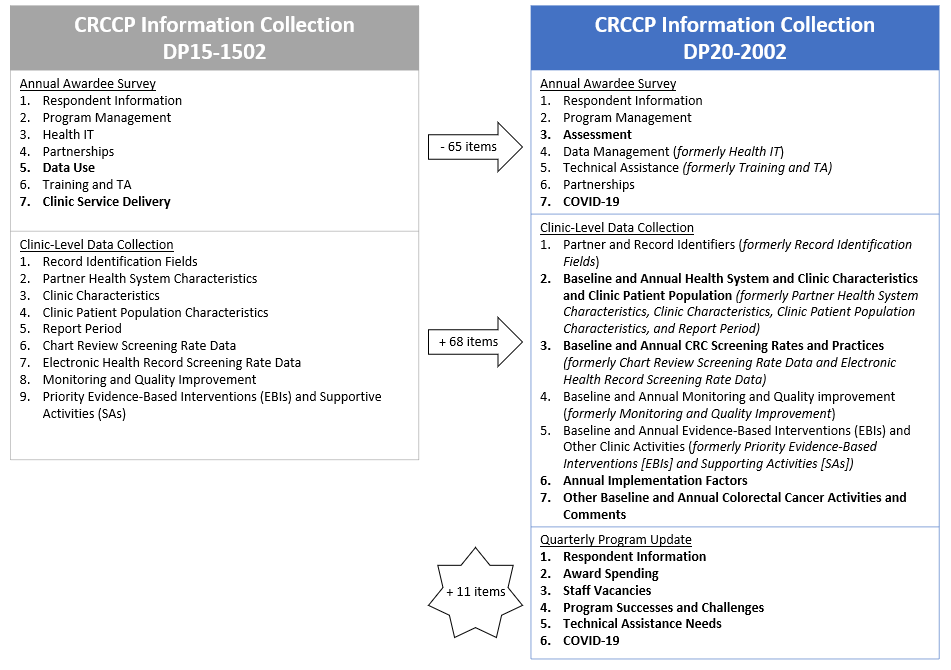 CRCCP Information Collection
DP15-1502
Annual Awardee Survey
1. Respondent Information
2. Program Management
3. Health IT
4. Partnerships
5. Data Use
6. Training and TA
7. Clinic Service Delivery
Clinic-Level Data Collection
1. Record Identification Fields
2. Partner Health System Characteristics
3. Clinic Characteristics
4. Clinic Patient Population Characteristics
5. Report Period
6. Chart Review Screening Rate Data
7. Electronic Health Record Screening Rate Data
8. Monitoring and Quality Improvement
9. Priority Evidence-Based Interventions (EBIs) and Supportive
Activities (SAs)
- 65 items
+ 68 items
+ 11 items
CRCCP Information Collection
DP20-2002
Annual Awardee Survey
1. Respondent Information
2. Program Management
3. Assessment
4. Data Management (formerly Health IT)
5. Technical Assistance (formerly Training and TA)
6. Partnerships
7. COVID-19
Clinic-Level Data Collection
1. Partner and Record Identifiers (formerly Record Identification
Fields)
2. Baseline and Annual Health System and Clinic Characteristics
and Clinic Patient Population (formerly Partner Health System
Characteristics, Clinic Characteristics, Clinic Patient Population
Characteristics, and Report Period)
3. Baseline and Annual CRC Screening Rates and Practices
(formerly Chart Review Screening Rate Data and Electronic
Health Record Screening Rate Data)
4. Baseline and Annual Monitoring and Quality improvement
(formerly Monitoring and Quality Improvement)
5. Baseline and Annual Evidence-Based Interventions (EBIs) and
Other Clinic Activities (formerly Priority Evidence-Based
Interventions [EBIs] and Supporting Activities [SAs])
6. Annual Implementation Factors
7. Other Baseline and Annual Colorectal Cancer Activities and
Comments
Quarterly Program Update
1. Respondent Information
2. Award Spending
3. Staff Vacancies
4. Program Successes and Challenges
5. Technical Assistance Needs
6. COVID-19